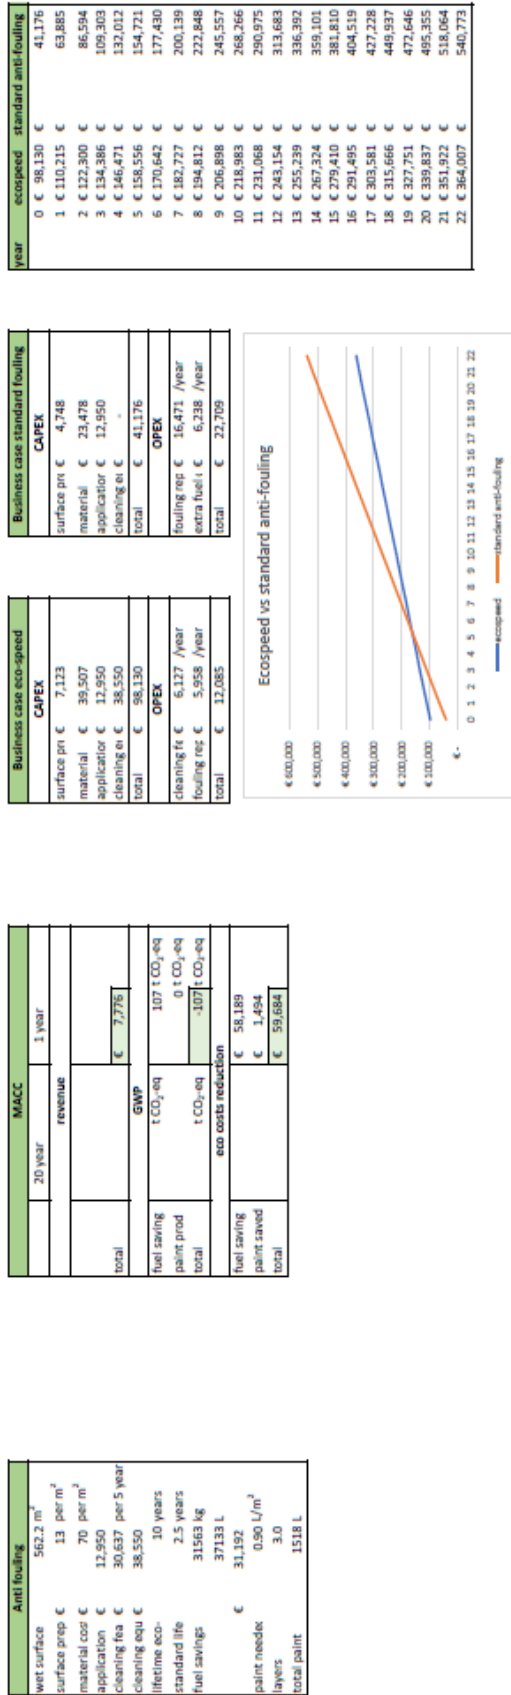 Anti fouling
wet surface 562.2 m²
surface prep € 13 per m²
material cos € 70 per m²
application € 12,950
cleaning fea € 30,637 per 5 year
cleaning equ € 38,550
lifetime eco- 10 years
standard life 2.5 years
fuel savings 31563 kg
37133 L
€ 31,192
paint needed 0.90 L/m²
layers 3.0
total paint 1518 L
MACC
20 year 1 year
revenue
total € 7,776
GWP
fuel saving t CO₂-eq 107 t CO₂-eq
paint prod 0 t CO₂-eq
total t CO₂-eq -107 t CO₂-eq
eco costs reduction
fuel saving € 58,189
paint saved € 1,494
total € 59,684
Business case eco-speed
CAPEX
surface pri € 7,123
material € 39,507
applicatior € 12,950
cleaning e € 38,550
total € 98,130
OPEX
cleaning fe € 6,127 /year
fouling rep € 5,958 /year
total € 12,085
Business case standard fouling
CAPEX
surface pri € 4,748
material € 23,478
applicatior € 12,950
cleaning e € -
total € 41,176
OPEX
fouling rep € 16,471 /year
extra fuel € 6,238 /year
total € 22,709
Ecospeed vs standard anti-fouling
€ 600,000
€ 500,000
€ 400,000
€ 300,000
€ 200,000
€ 100,000
€ -
0 1 2 3 4 5 6 7 8 9 10 11 12 13 14 15 16 17 18 19 20 21 22
ecospeed standard anti-fouling
year ecospeed standard anti-fouling
0 € 98,130 € 41,176
1 € 110,215 € 63,885
2 € 122,300 € 86,594
3 € 134,386 € 109,303
4 € 146,471 € 132,012
5 € 158,556 € 154,721
6 € 170,642 € 177,430
7 € 182,727 € 200,139
8 € 194,812 € 222,848
9 € 206,898 € 245,557
10 € 218,983 € 268,266
11 € 231,068 € 290,975
12 € 243,154 € 313,683
13 € 255,239 € 336,392
14 € 267,324 € 359,101
15 € 279,410 € 381,810
16 € 291,495 € 404,519
17 € 303,581 € 427,228
18 € 315,666 € 449,937
19 € 327,751 € 472,646
20 € 339,837 € 495,355
21 € 351,922 € 518,064
22 € 364,007 € 540,773